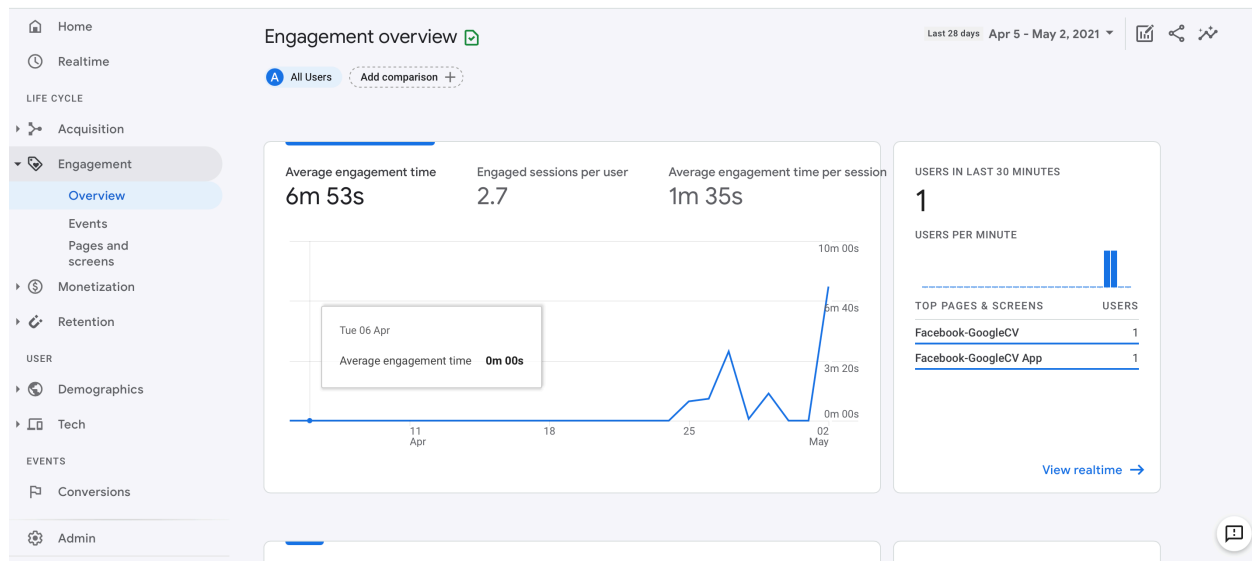 Home
Realtime
LIFE CYCLE
Acquisition
Engagement
Overview
Events
Pages and
screens
Monetization
Retention
USER
Demographics
Tech
EVENTS
Conversions
Admin
Engagement overview
Last 28 days Apr 5 - May 2, 2021
A All Users
Add comparison
Average engagement time
6m 53s
Engaged sessions per user
2.7
Average engagement time per session
1m 35s
10m 00s
6m 40s
3m 20s
0m 00s
Tue 06 Apr
Average engagement time 0m 00s
11
Apr
18
25
02
May
USERS IN LAST 30 MINUTES
1
USERS PER MINUTE
TOP PAGES & SCREENS USERS
Facebook-GoogleCV 1
Facebook-GoogleCV App 1
View realtime